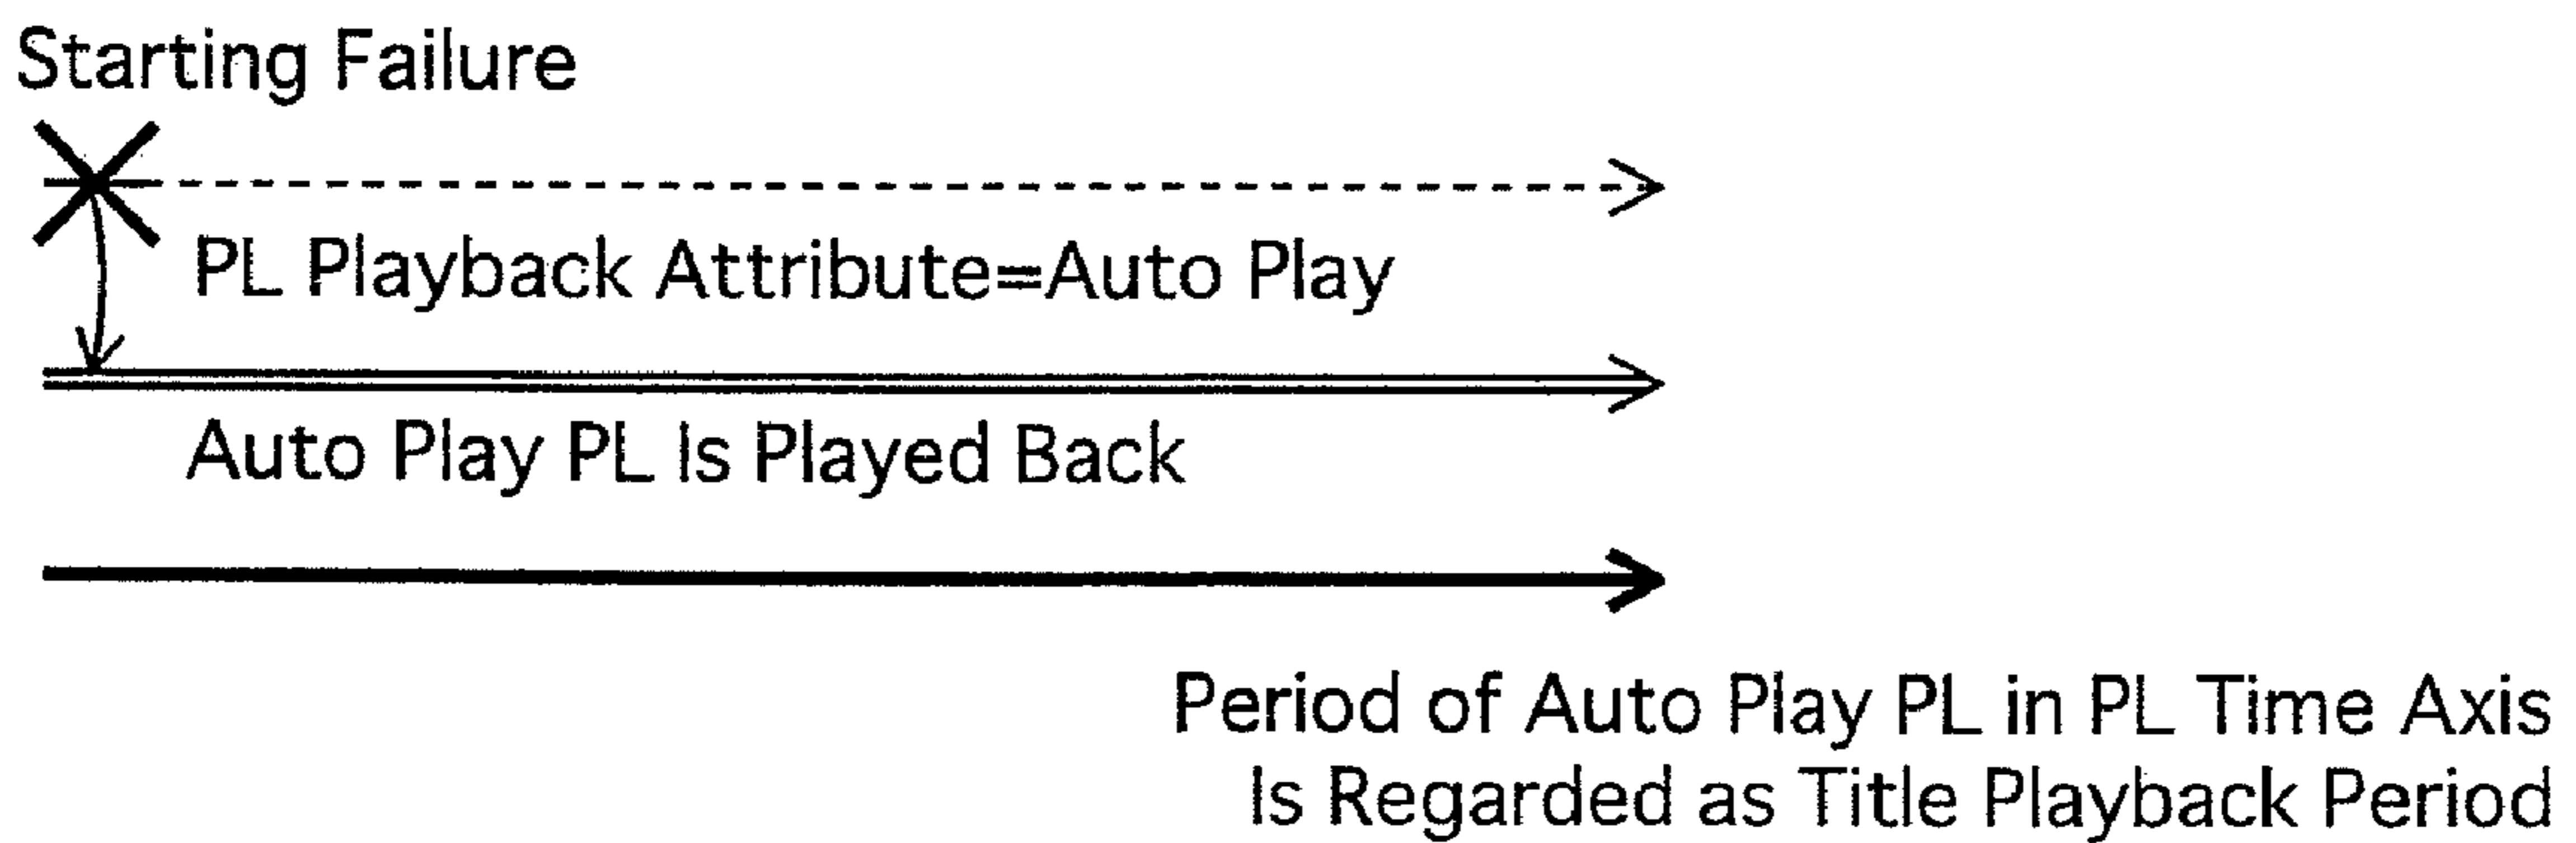 Starting Failure
PL Playback Attribute=Auto Play
Auto Play PL Is Played Back
Period of Auto Play PL in PL Time Axis
Is Regarded as Title Playback Period